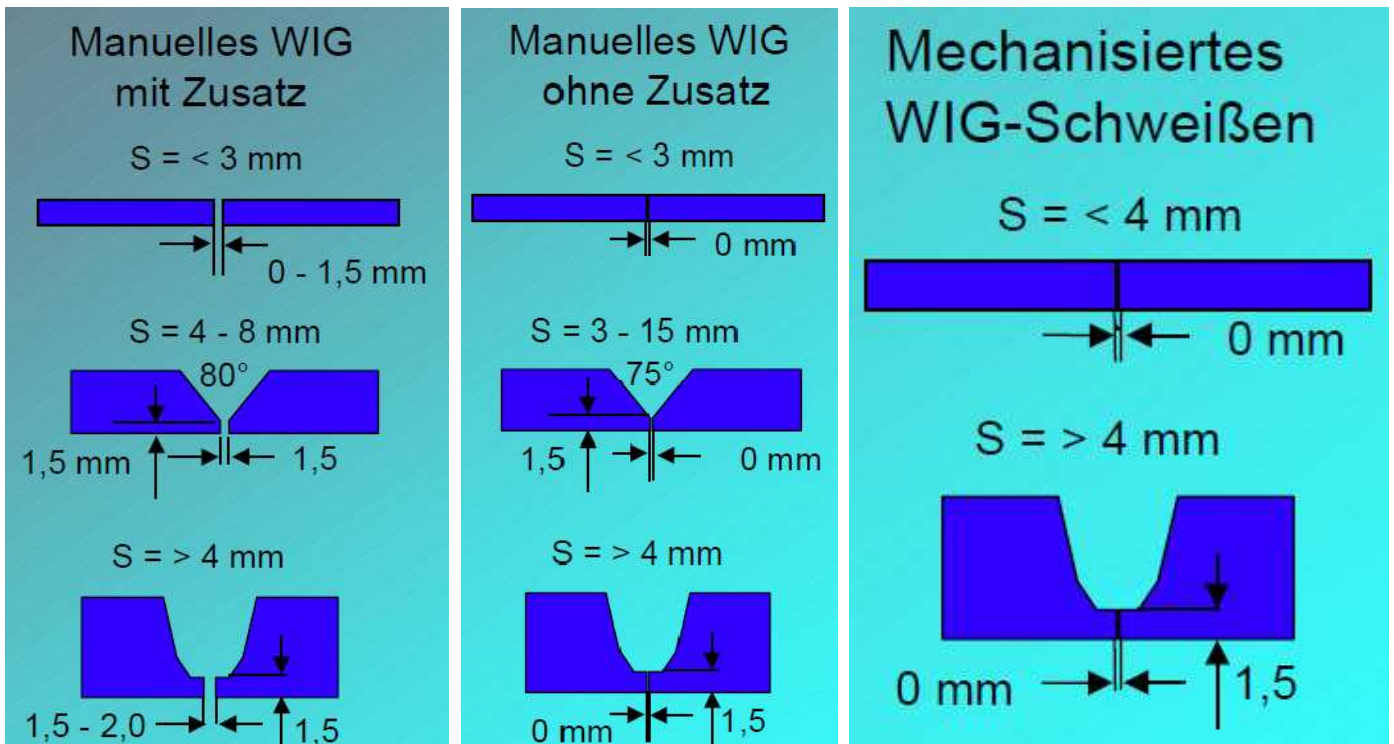 Manuelles WIG
mit Zusatz
S = < 3 mm
0 - 1,5 mm
S = 4 - 8 mm
80°
1,5 mm
1,5
S = > 4 mm
1,5 - 2,0
1,5
Manuelles WIG
ohne Zusatz
S = < 3 mm
0 mm
S = 3 - 15 mm
75°
1,5
0 mm
S = > 4 mm
0 mm
1,5
Mechanisiertes
WIG-Schweißen
S = < 4 mm
0 mm
S = > 4 mm
0 mm
1,5